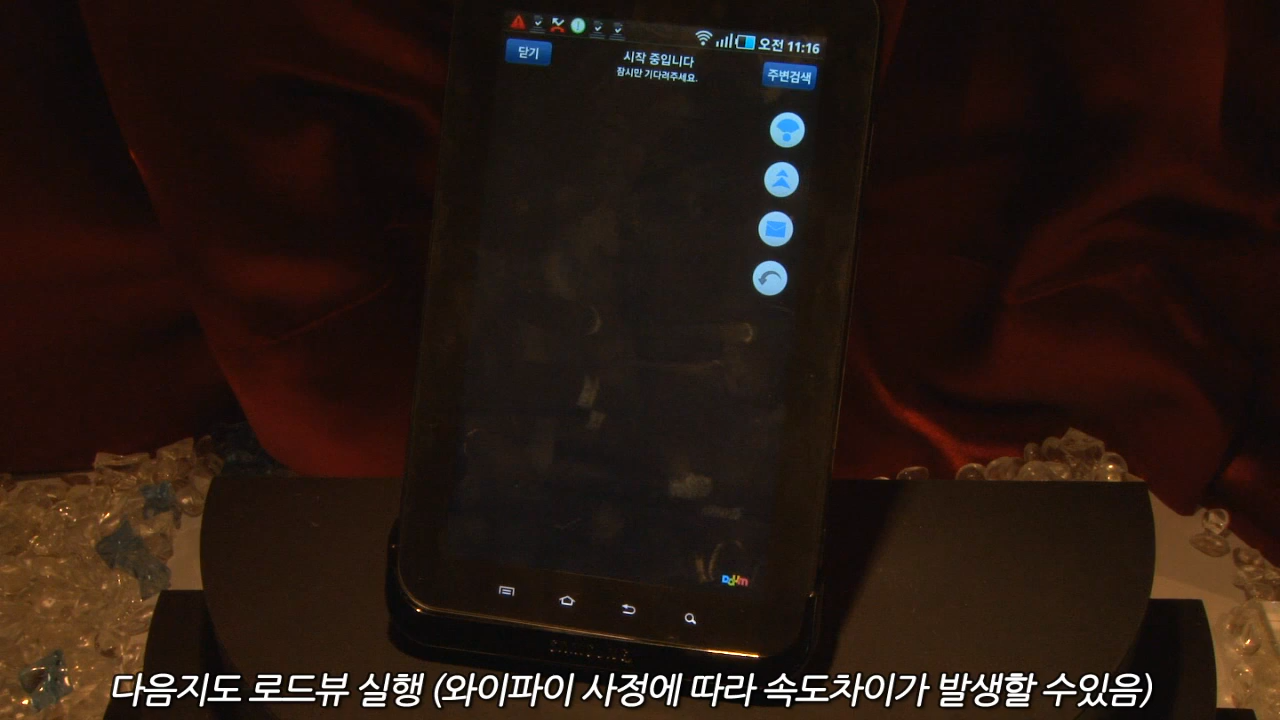 오전 11:16
닫기
시작 중입니다
잠시만 기다려주세요.
주변검색
Daum
SAMSUNG
다음지도 로드뷰 실행 (와이파이 사정에 따라 속도차이가 발생할 수있음)